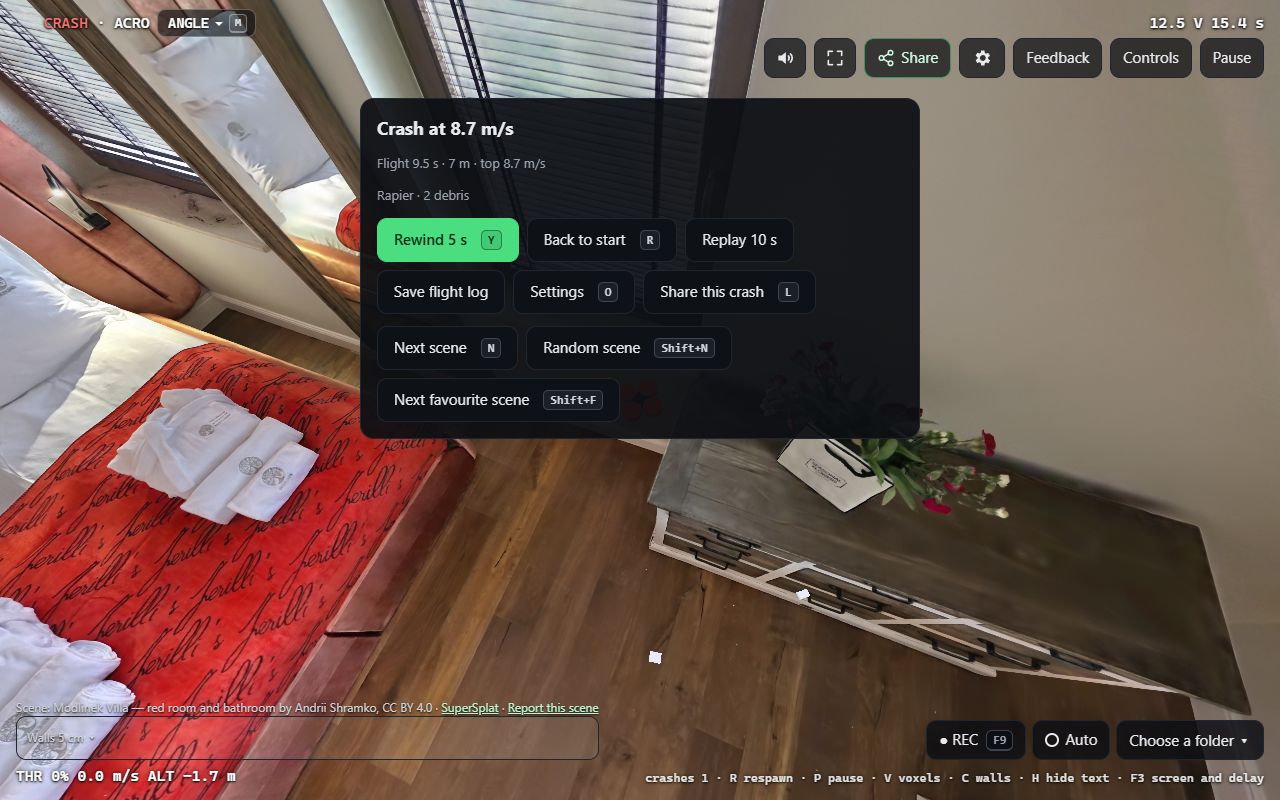 CRASH · ACRO ANGLE M
12.5 V 15.4 s
Share Feedback Controls Pause
Crash at 8.7 m/s
Flight 9.5 s · 7 m · top 8.7 m/s
Rapier · 2 debris
Rewind 5 s Y Back to start R Replay 10 s
Save flight log Settings O Share this crash L
Next scene N Random scene Shift+N
Next favourite scene Shift+F
Scene: Modlinek Villa — red room and bathroom by Andrii Shramko, CC BY 4.0 · SuperSplat · Report this scene
Walls 5 cm
● REC F9 Auto Choose a folder
THR 0% 0.0 m/s ALT −1.7 m
crashes 1 · R respawn · P pause · V voxels · C walls · H hide text · F3 screen and delay